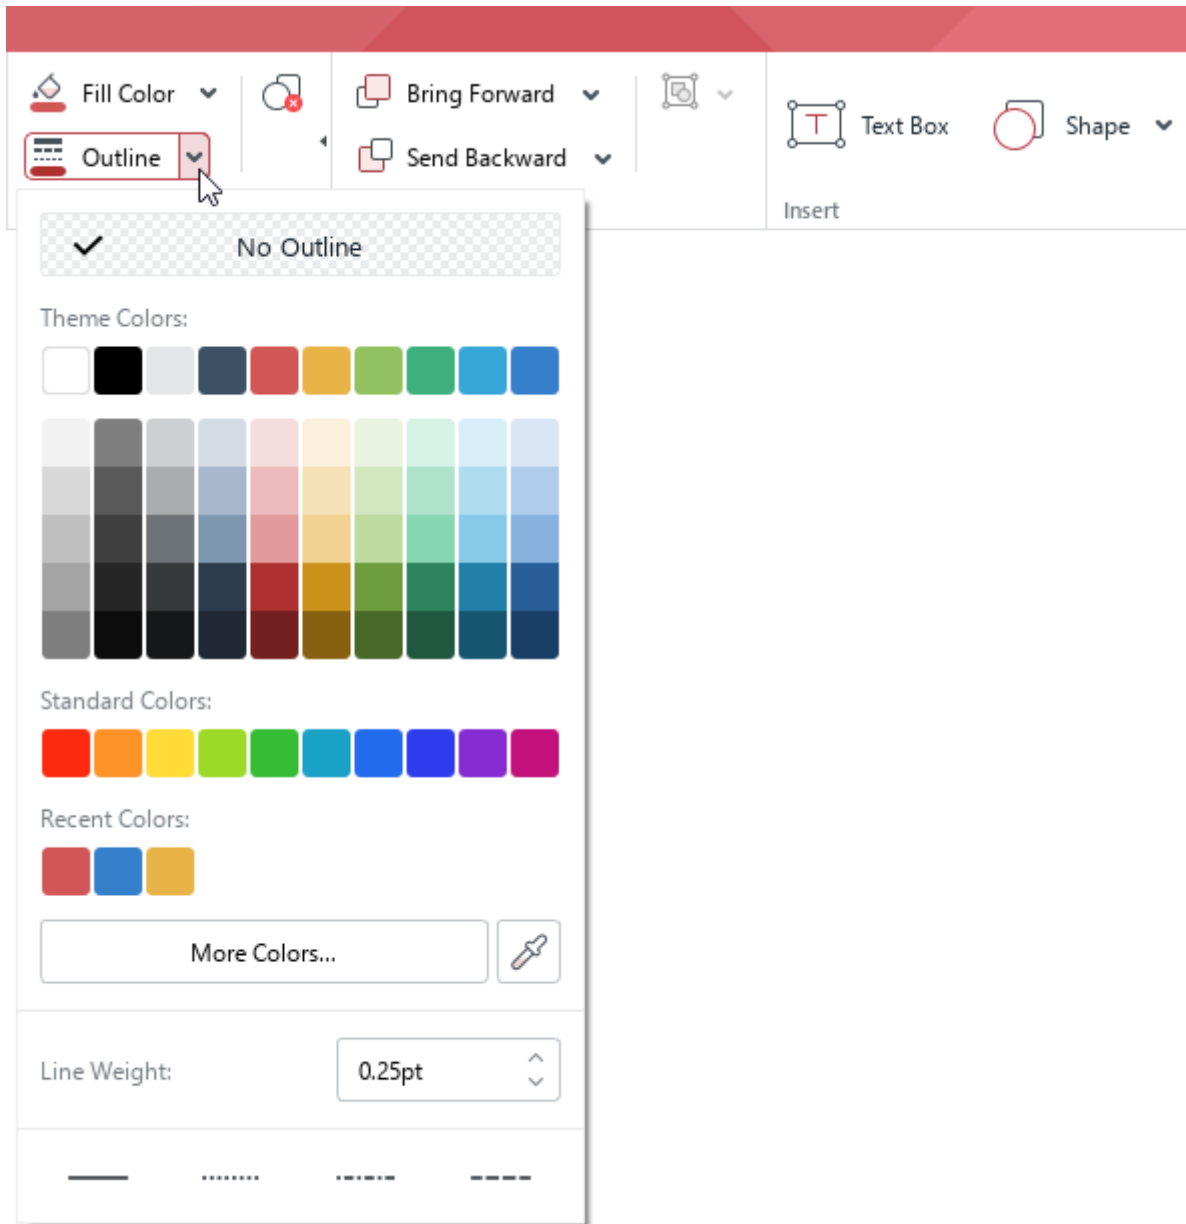 Fill Color
Bring Forward
Outline
Send Backward
T Text Box
Shape
Insert
No Outline
Theme Colors:
Standard Colors:
Recent Colors:
More Colors...
Line Weight:
0.25pt